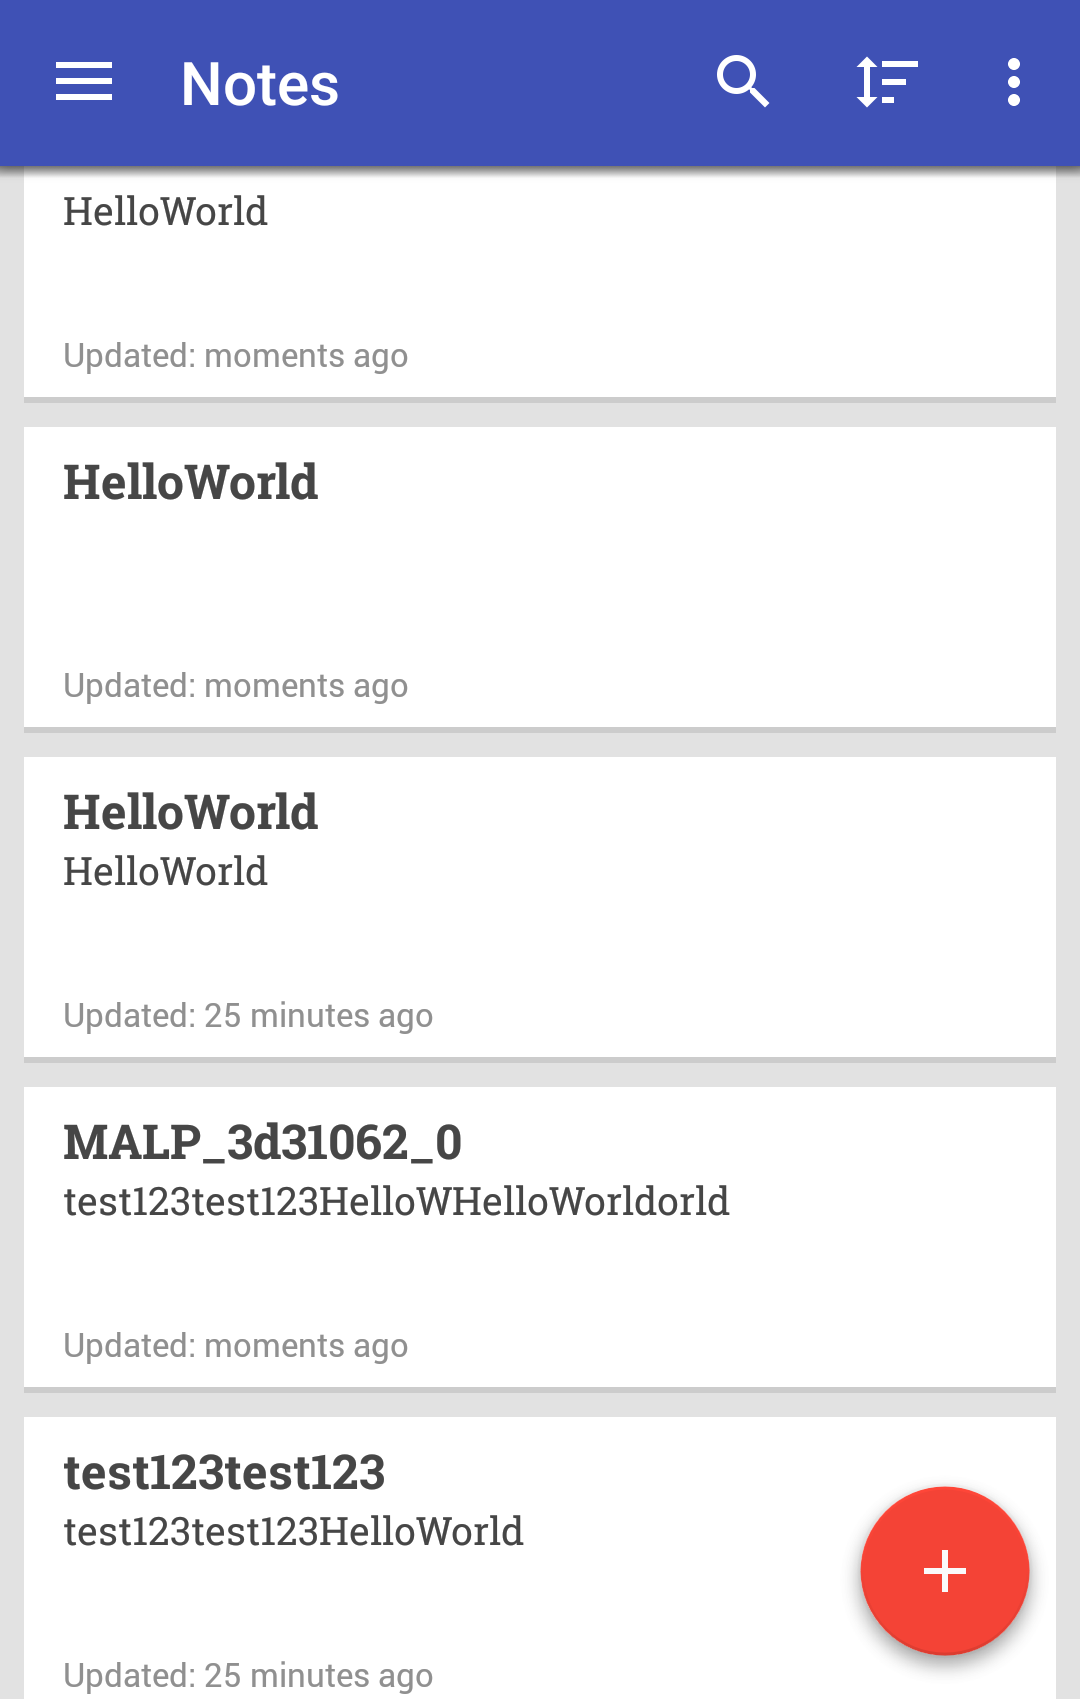 Notes
HelloWorld
Updated: moments ago
HelloWorld
Updated: moments ago
HelloWorld
HelloWorld
Updated: 25 minutes ago
MALP_3d31062_0
test123test123HelloWHelloWorldorld
Updated: moments ago
test123test123
test123test123HelloWorld
Updated: 25 minutes ago